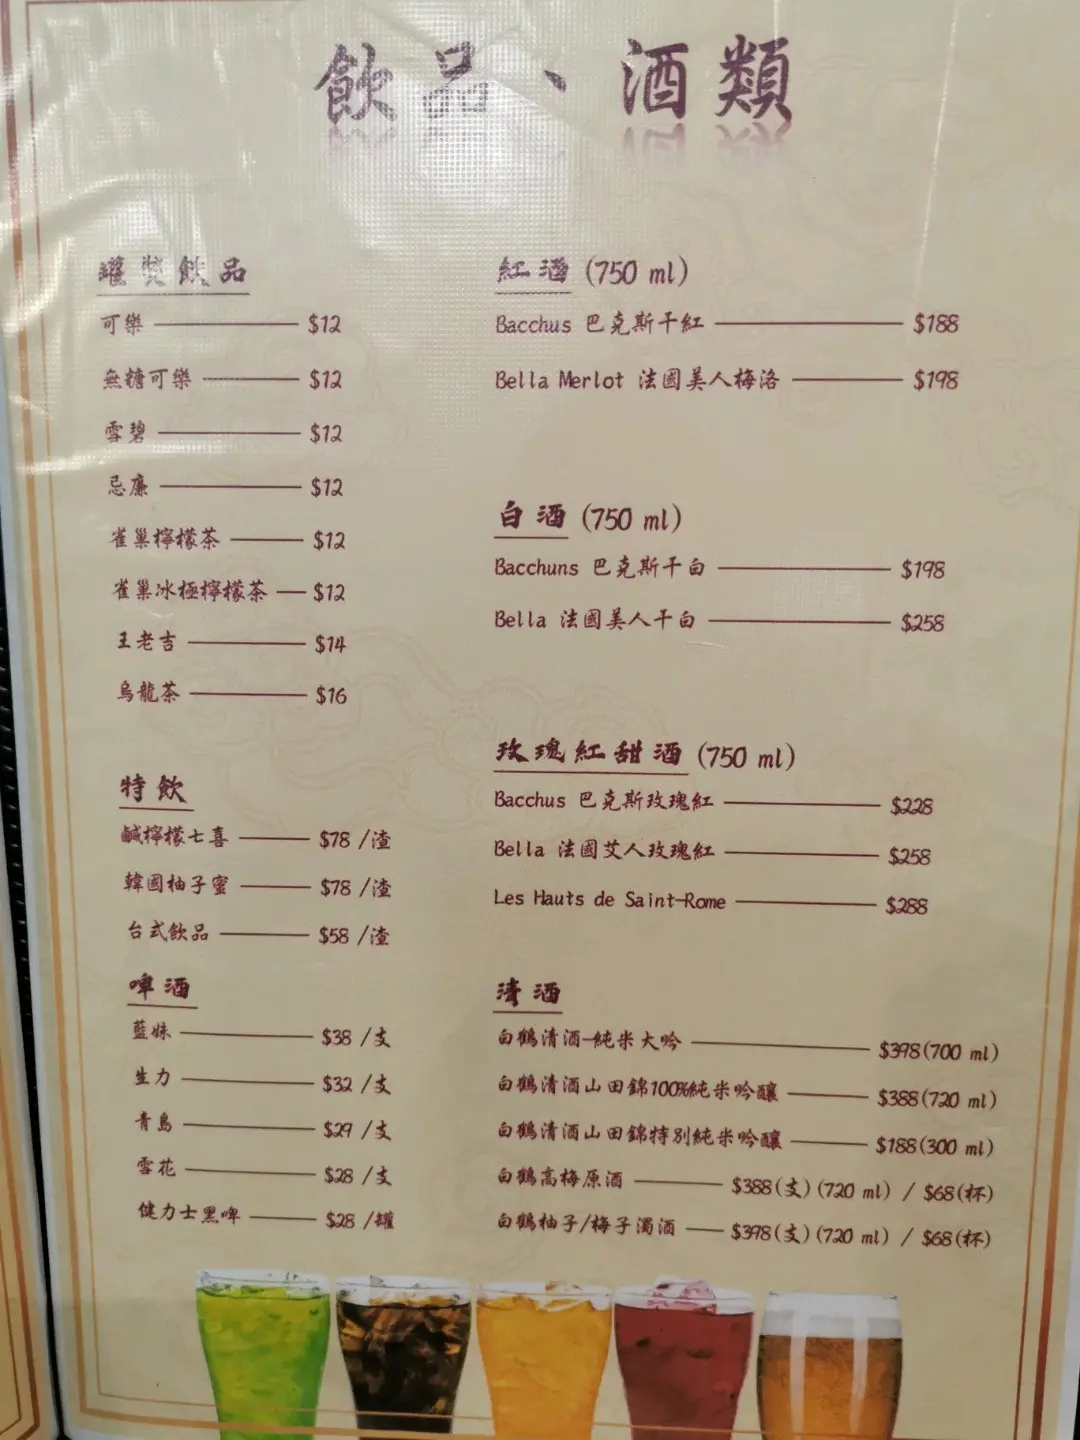 飲品、酒類
罐裝飲品
可樂 $12
無糖可樂 $12
雪碧 $12
忌廉 $12
雀巢檸檬茶 $12
雀巢冰極檸檬茶 $12
王老吉 $14
烏龍茶 $16
特飲
鹹檸檬七喜 $78 /渣
韓國柚子蜜 $78 /渣
台式飲品 $58 /渣
啤酒
藍妹 $38 /支
生力 $32 /支
青島 $29 /支
雪花 $28 /支
健力士黑啤 $28 /罐
紅酒 (750 ml)
Bacchus 巴克斯干紅 $188
Bella Merlot 法國美人梅洛 $198
白酒 (750 ml)
Bacchuns 巴克斯干白 $198
Bella 法國美人干白 $258
玫瑰紅甜酒 (750 ml)
Bacchus 巴克斯玫瑰紅 $228
Bella 法國艾人玫瑰紅 $258
Les Hauts de Saint-Rome $288
清酒
白鶴清酒-純米大吟 $398(700 ml)
白鶴清酒山田錦100%純米吟釀 $388(720 ml)
白鶴清酒山田錦特別純米吟釀 $188(300 ml)
白鶴高梅原酒 $388(支)(720 ml) / $68(杯)
白鶴柚子/梅子濁酒 $398(支)(720 ml) / $68(杯)